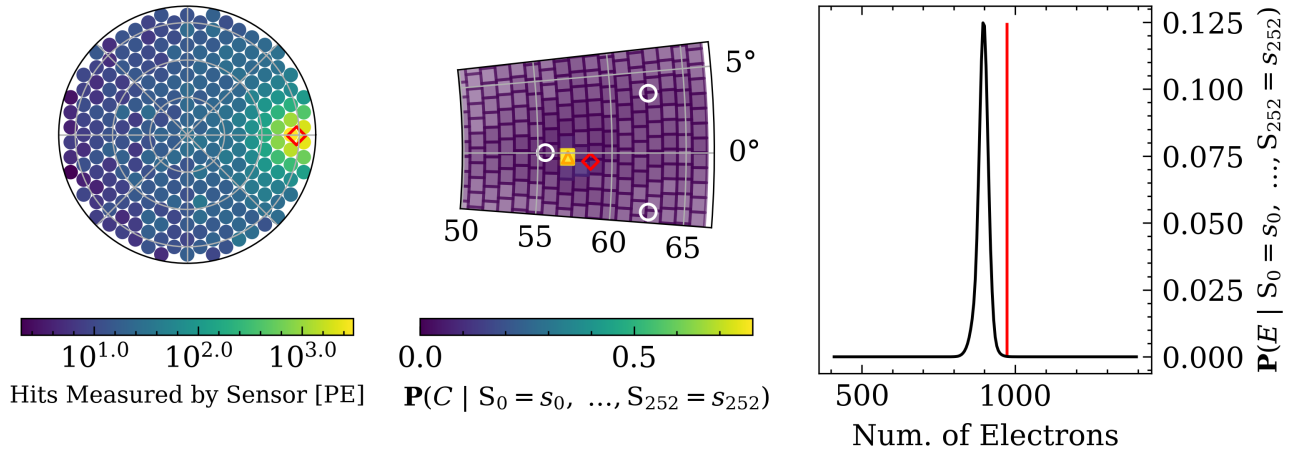 5°
0°
50 55 60 65
10^1.0 10^2.0 10^3.0
Hits Measured by Sensor [PE]
0.0 0.5
P(C | S₀ = s₀, ..., S₂₅₂ = s₂₅₂)
0.125
0.100
0.075
0.050
0.025
0.000
P(E | S₀ = s₀, ..., S₂₅₂ = s₂₅₂)
500 1000
Num. of Electrons